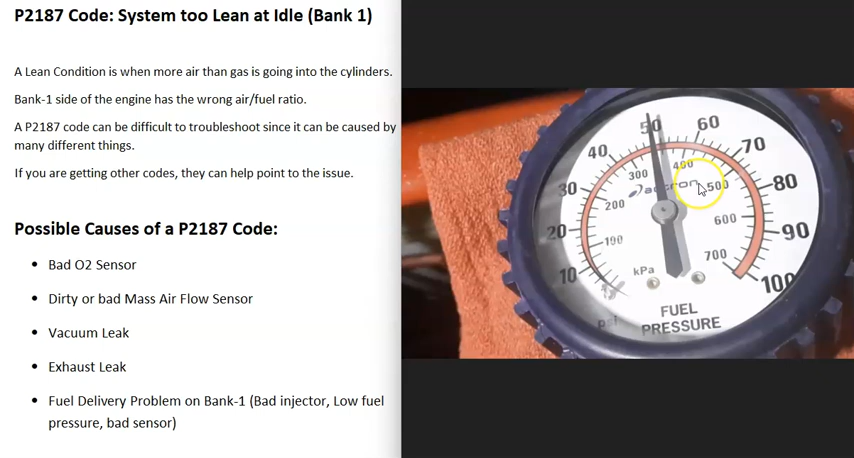 P2187 Code: System too Lean at Idle (Bank 1)
A Lean Condition is when more air than gas is going into the cylinders.
Bank-1 side of the engine has the wrong air/fuel ratio.
A P2187 code can be difficult to troubleshoot since it can be caused by
many different things.
If you are getting other codes, they can help point to the issue.
Possible Causes of a P2187 Code:
• Bad O2 Sensor
• Dirty or bad Mass Air Flow Sensor
• Vacuum Leak
• Exhaust Leak
• Fuel Delivery Problem on Bank-1 (Bad injector, Low fuel
pressure, bad sensor)
10
20
30
40
50
60
70
80
90
100
100
200
300
400
500
600
700
actron
kPa
psi
FUEL
PRESSURE